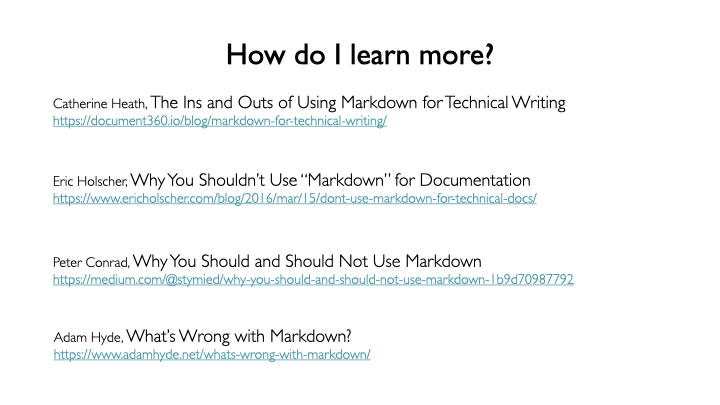 How do I learn more?
Catherine Heath, The Ins and Outs of Using Markdown for Technical Writing
https://document360.io/blog/markdown-for-technical-writing/
Eric Holscher, Why You Shouldn't Use “Markdown” for Documentation
https://www.ericholscher.com/blog/2016/mar/15/dont-use-markdown-for-technical-docs/
Peter Conrad, Why You Should and Should Not Use Markdown
https://medium.com/@stymied/why-you-should-and-should-not-use-markdown-1b9d70987792
Adam Hyde, What's Wrong with Markdown?
https://www.adamhyde.net/whats-wrong-with-markdown/